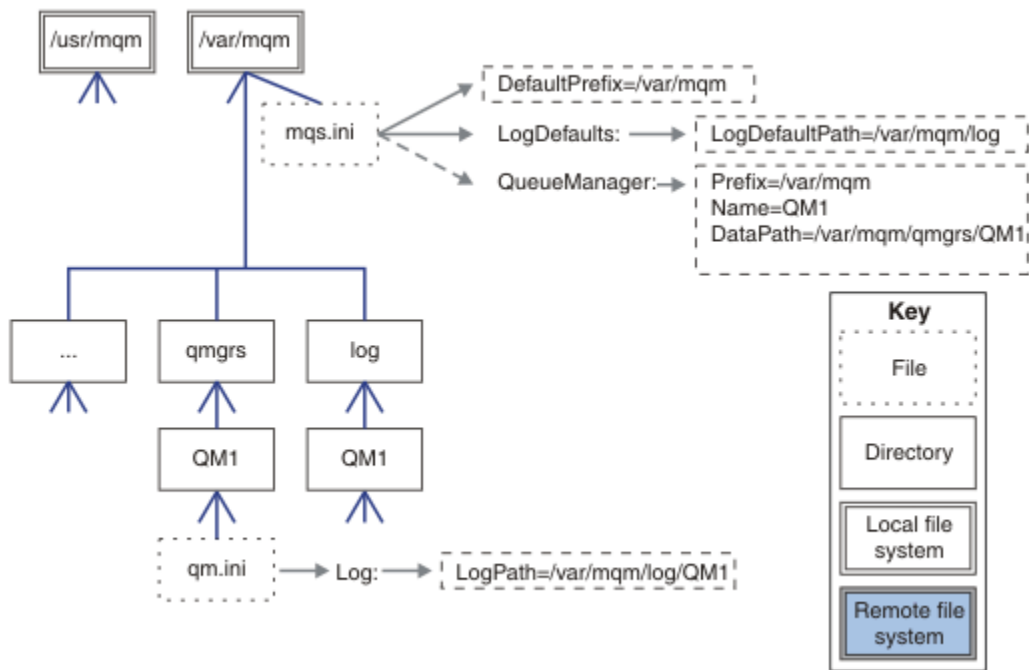 /usr/mqm
/var/mqm
mqs.ini
DefaultPrefix=/var/mqm
LogDefaults:
LogDefaultPath=/var/mqm/log
QueueManager:
Prefix=/var/mqm
Name=QM1
DataPath=/var/mqm/qmgrs/QM1
...
qmgrs
log
QM1
QM1
qm.ini
Log:
LogPath=/var/mqm/log/QM1
Key
File
Directory
Local file
system
Remote file
system